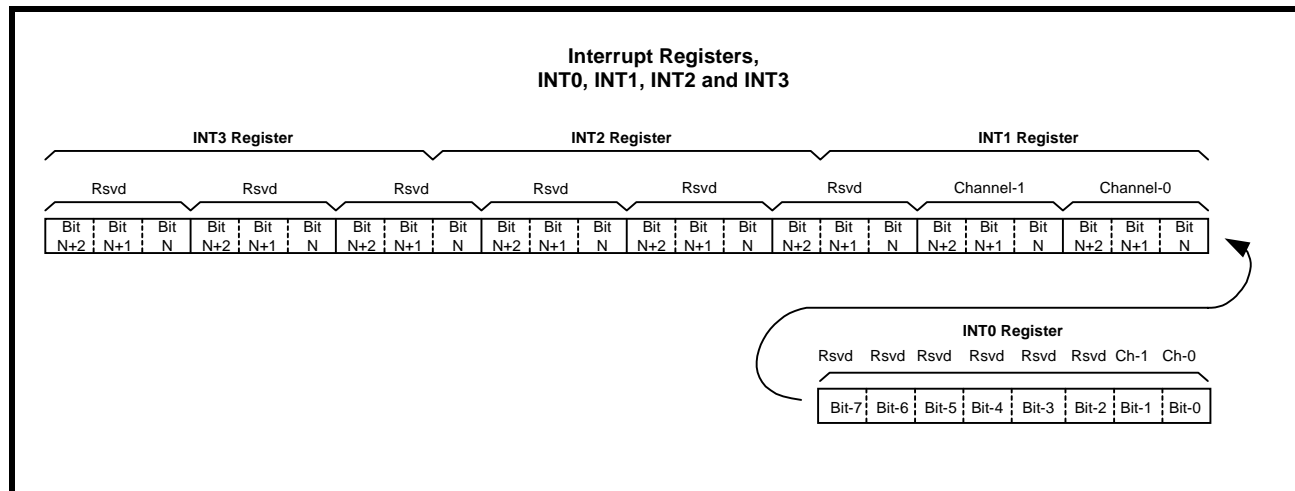 Interrupt Registers,
INT0, INT1, INT2 and INT3
INT3 Register INT2 Register INT1 Register
Rsvd Rsvd Rsvd Rsvd Rsvd Rsvd Channel-1 Channel-0
Bit Bit Bit Bit Bit Bit Bit Bit Bit Bit Bit Bit Bit Bit Bit Bit Bit Bit Bit Bit Bit Bit Bit Bit
N+2 N+1 N N+2 N+1 N N+2 N+1 N N+2 N+1 N N+2 N+1 N N+2 N+1 N N+2 N+1 N N+2 N+1 N
INT0 Register
Rsvd Rsvd Rsvd Rsvd Rsvd Rsvd Ch-1 Ch-0
Bit-7 Bit-6 Bit-5 Bit-4 Bit-3 Bit-2 Bit-1 Bit-0